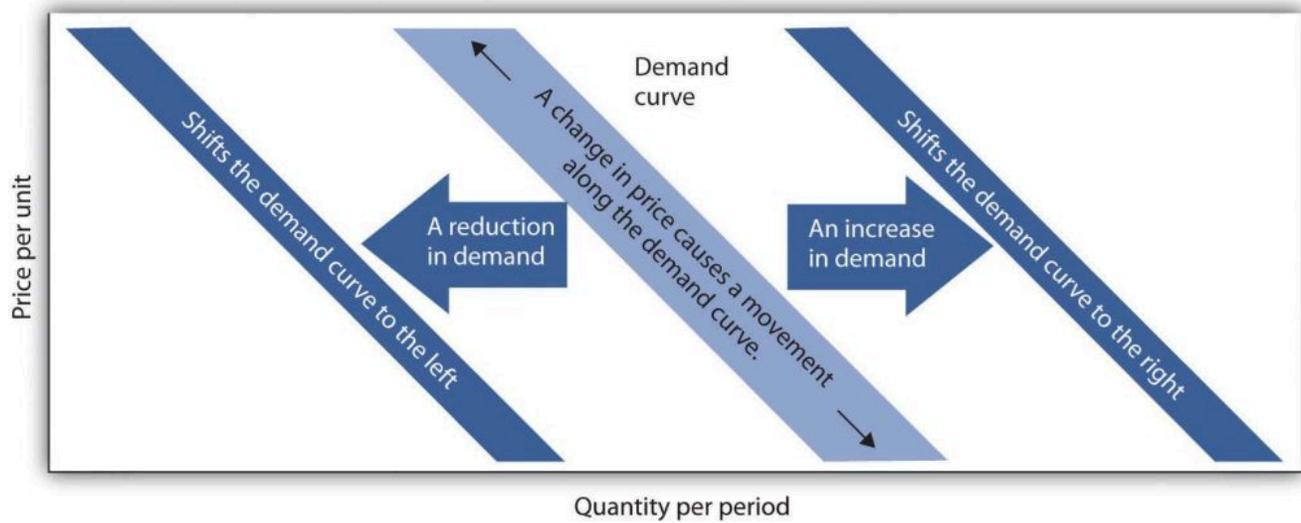 Price per unit
Shifts the demand curve to the left
A reduction
in demand
A change in price causes a movement
along the demand curve.
Demand
curve
An increase
in demand
Shifts the demand curve to the right
Quantity per period